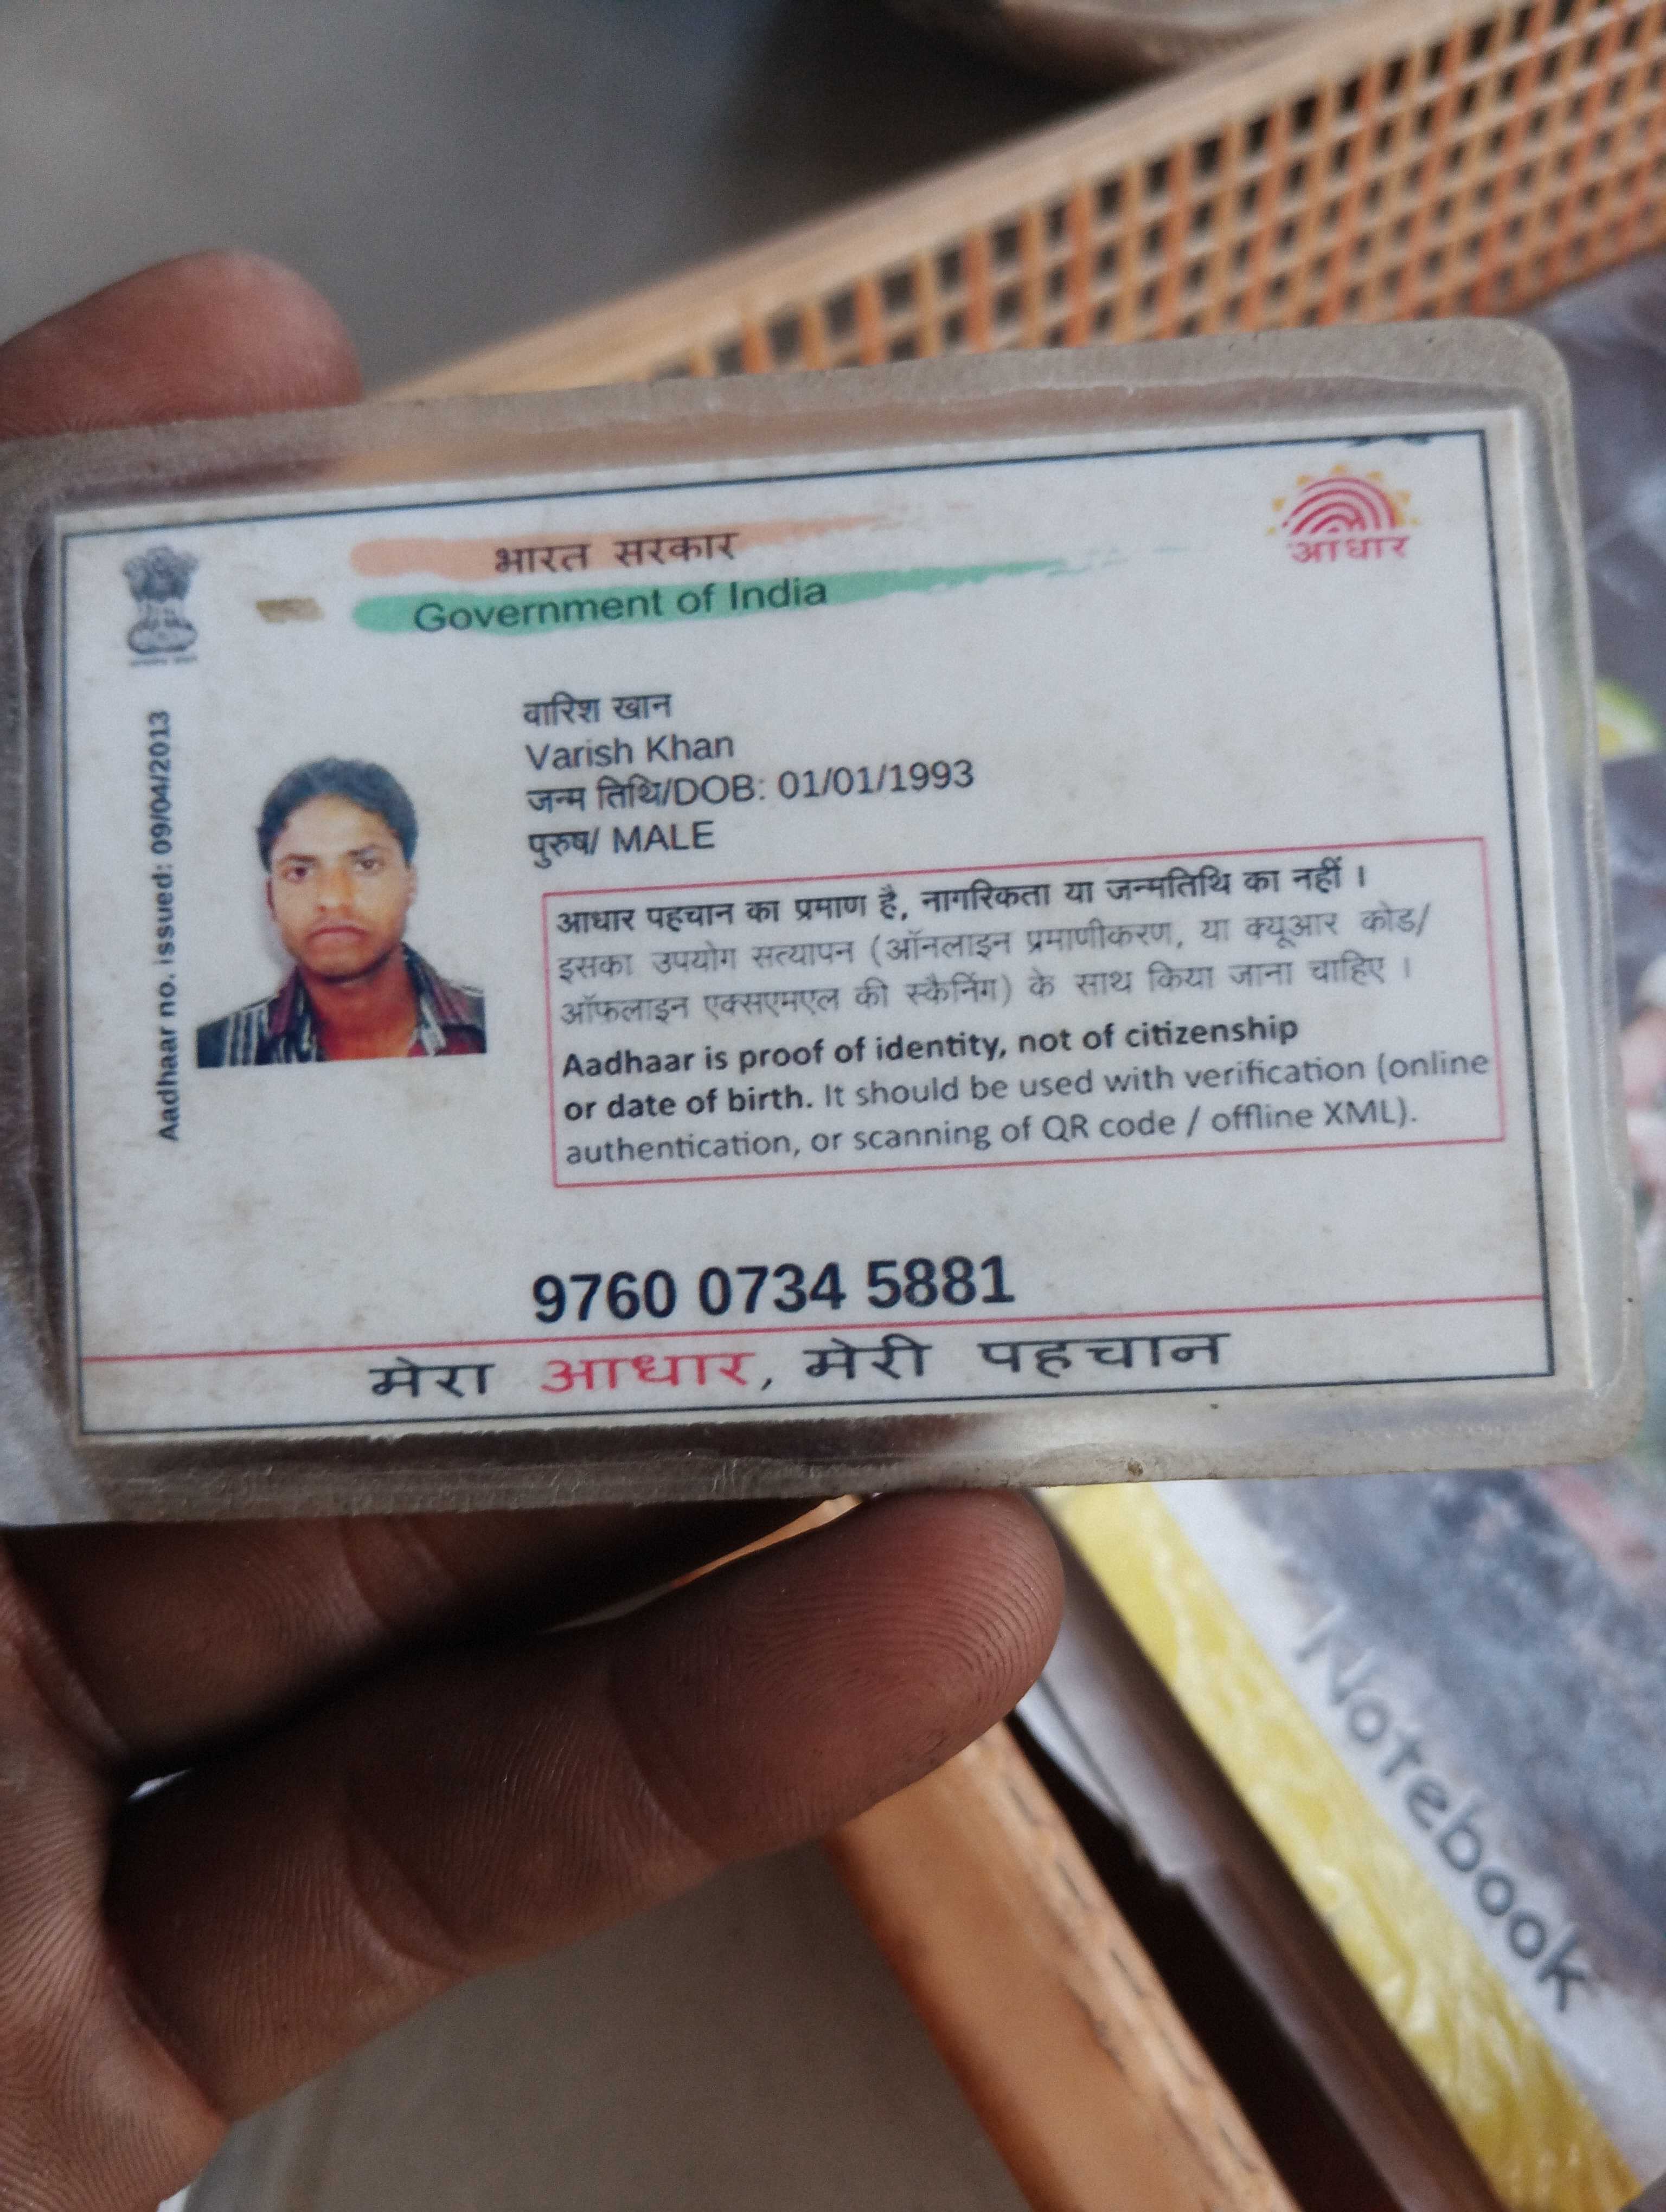 भारत सरकार
Government of India
आधार
Aadhaar no. issued: 09/04/2013
वारिश खान
Varish Khan
जन्म तिथि/DOB: 01/01/1993
पुरुष/ MALE
आधार पहचान का प्रमाण है, नागरिकता या जन्मतिथि का नहीं ।
इसका उपयोग सत्यापन (ऑनलाइन प्रमाणीकरण, या क्यूआर कोड/
ऑफलाइन एक्सएमएल की स्कैनिंग) के साथ किया जाना चाहिए ।
Aadhaar is proof of identity, not of citizenship
or date of birth. It should be used with verification (online
authentication, or scanning of QR code / offline XML).
9760 0734 5881
मेरा आधार, मेरी पहचान
Notebook